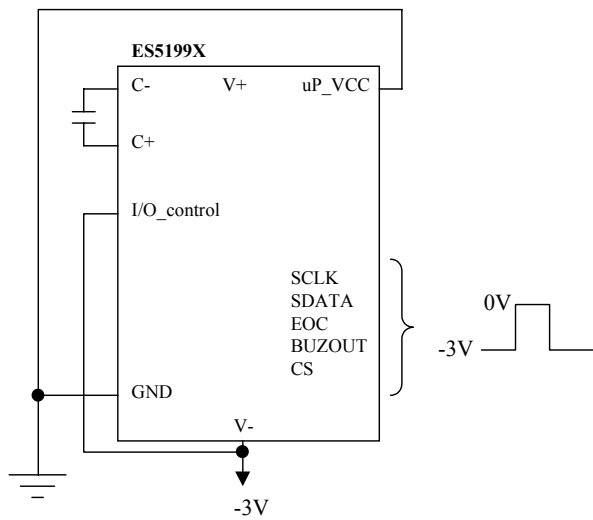 ES5199X
C- V+ uP_VCC
C+
I/O_control
SCLK
SDATA
0V
EOC
BUZOUT
-3V
CS
GND
V-
-3V